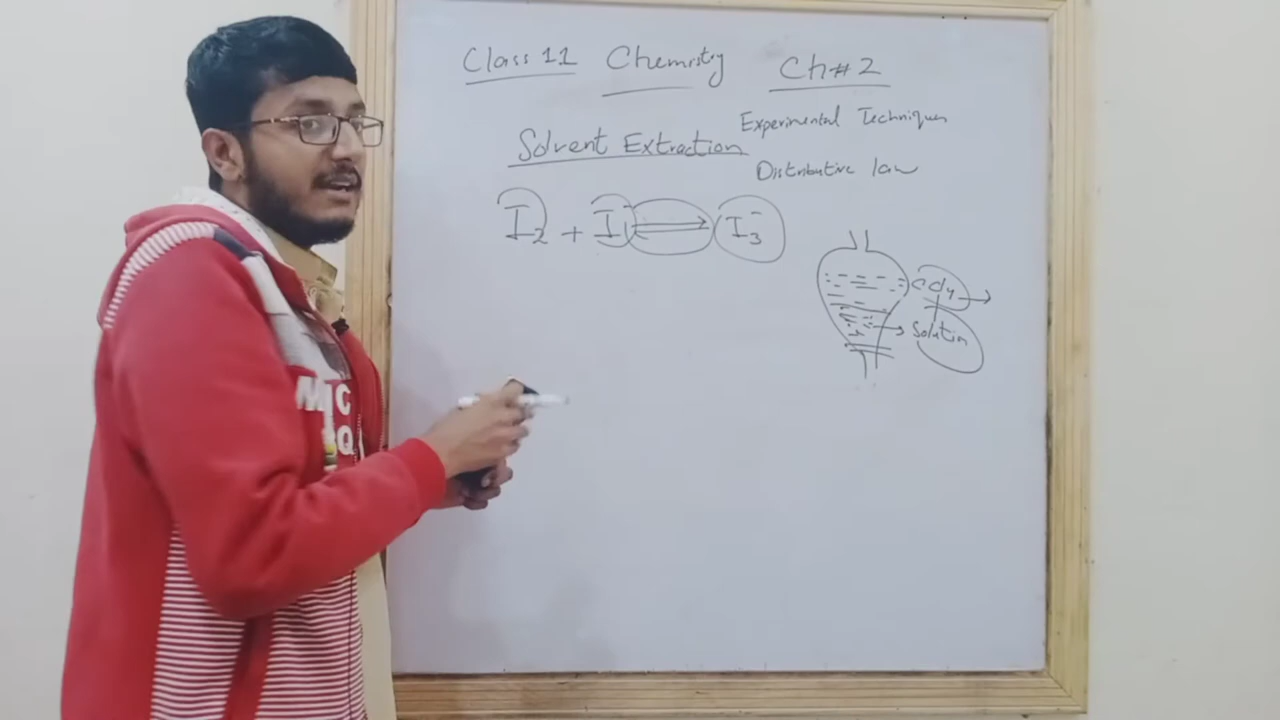 Class 11 Chemistry Ch#2
Experimental Techniques
Solvent Extraction
Distributive law
I₂ + I⁻ ⇌ I₃⁻
Solution